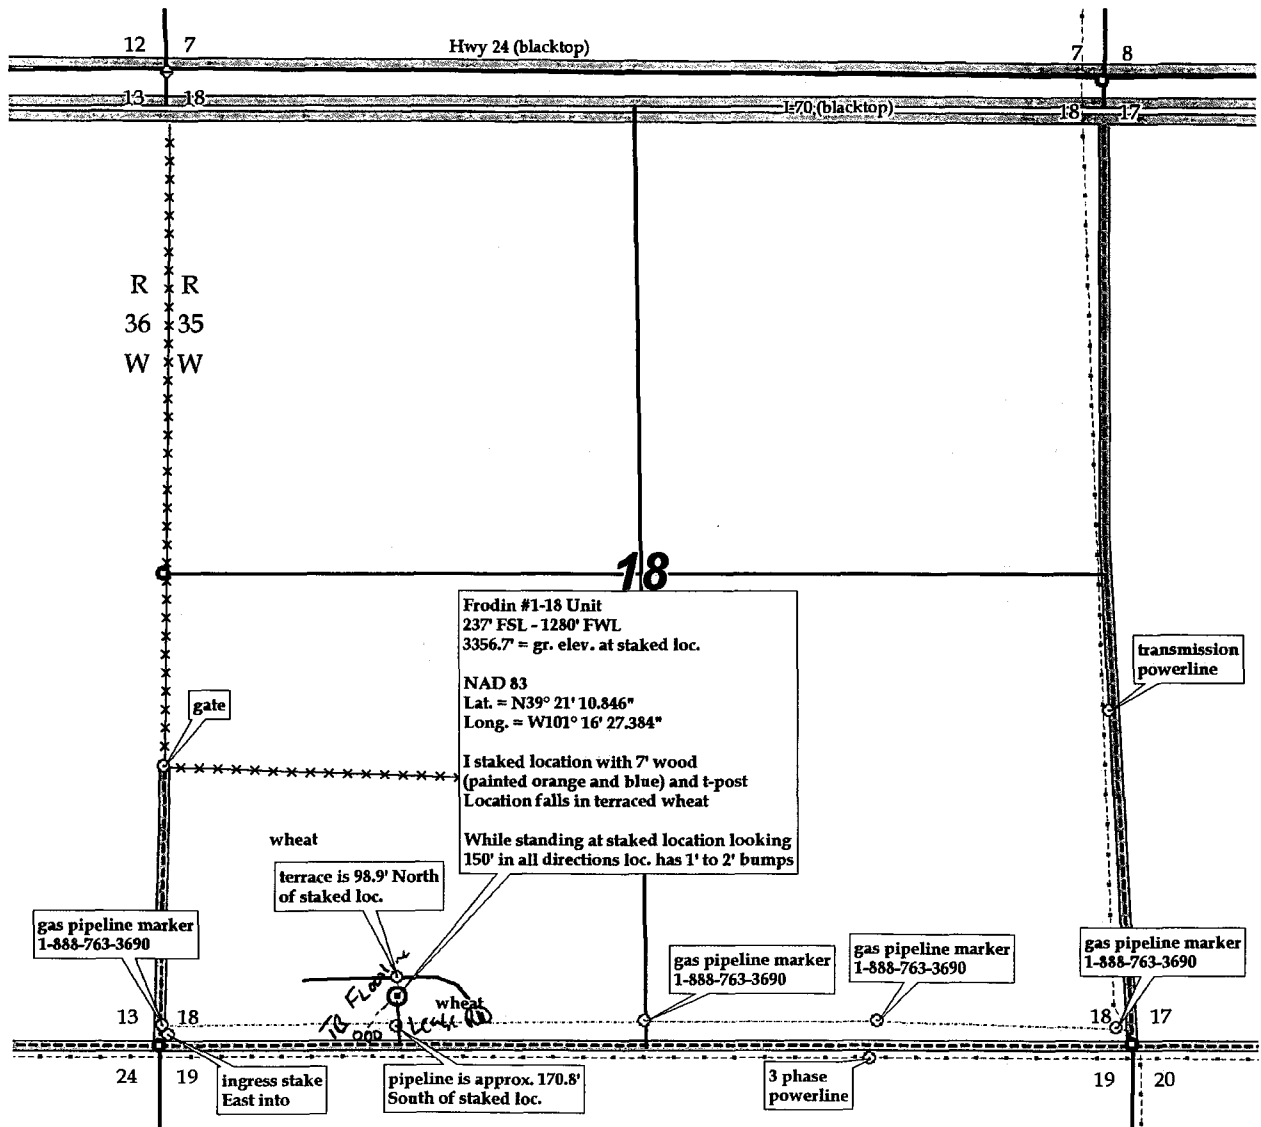 12 7
Hwy 24 (blacktop)
7 8
13 18
I-70 (blacktop)
18 17
R R
36 35
W W
18
Frodin #1-18 Unit
237' FSL - 1280' FWL
3356.7' = gr. elev. at staked loc.
NAD 83
Lat. = N39° 21' 10.846"
Long. = W101° 16' 27.384"
I staked location with 7' wood
(painted orange and blue) and t-post
Location falls in terraced wheat
While standing at staked location looking
150' in all directions loc. has 1' to 2' bumps
transmission
powerline
gate
wheat
terrace is 98.9' North
of staked loc.
gas pipeline marker
1-888-763-3690
gas pipeline marker
1-888-763-3690
gas pipeline marker
1-888-763-3690
gas pipeline marker
1-888-763-3690
wheat
TB Flowline
Lease Rd
13 18
18 17
24 19
ingress stake
East into
pipeline is approx. 170.8'
South of staked loc.
3 phase
powerline
19 20